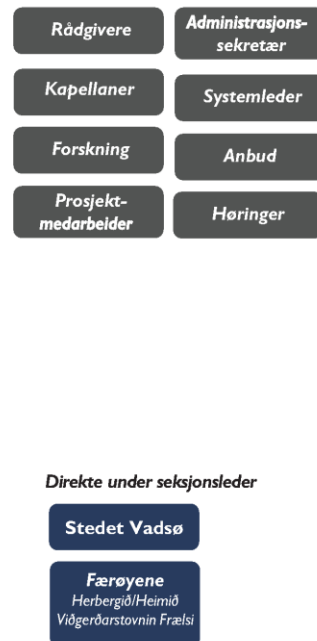 Rådgivere
Administrasjons-
sekretær
Kapellaner
Systemleder
Forskning
Anbud
Prosjekt-
medarbeider
Høringer
Direkte under seksjonsleder
Stedet Vadsø
Færøyene
Herbergið/Heimið
Viðgerðarstovnin Frælsi